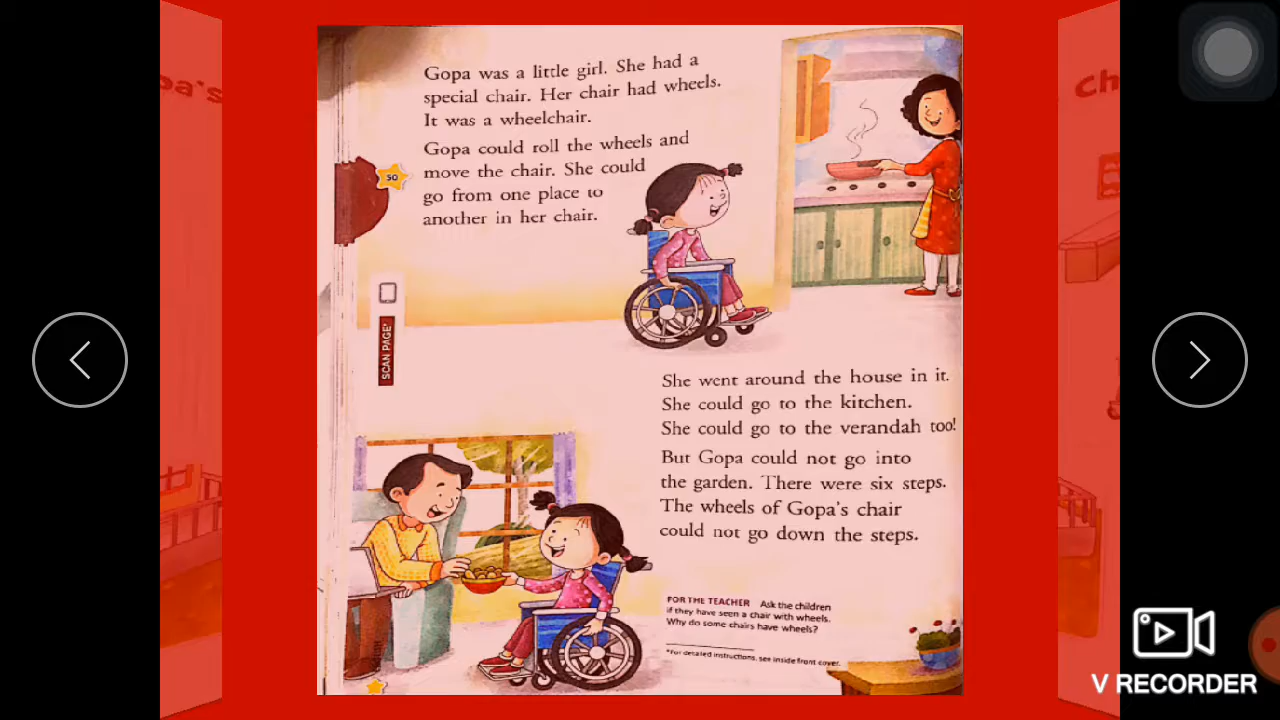 Gopa was a little girl. She had a
special chair. Her chair had wheels.
It was a wheelchair.
Gopa could roll the wheels and
move the chair. She could
go from one place to
another in her chair.
50
SCAN PAGE*
She went around the house in it.
She could go to the kitchen.
She could go to the verandah too!
But Gopa could not go into
the garden. There were six steps.
The wheels of Gopa's chair
could not go down the steps.
FOR THE TEACHER Ask the children
if they have seen a chair with wheels.
Why do some chairs have wheels?
*For detailed instructions, see inside front cover.
pa's
Ch
V RECORDER